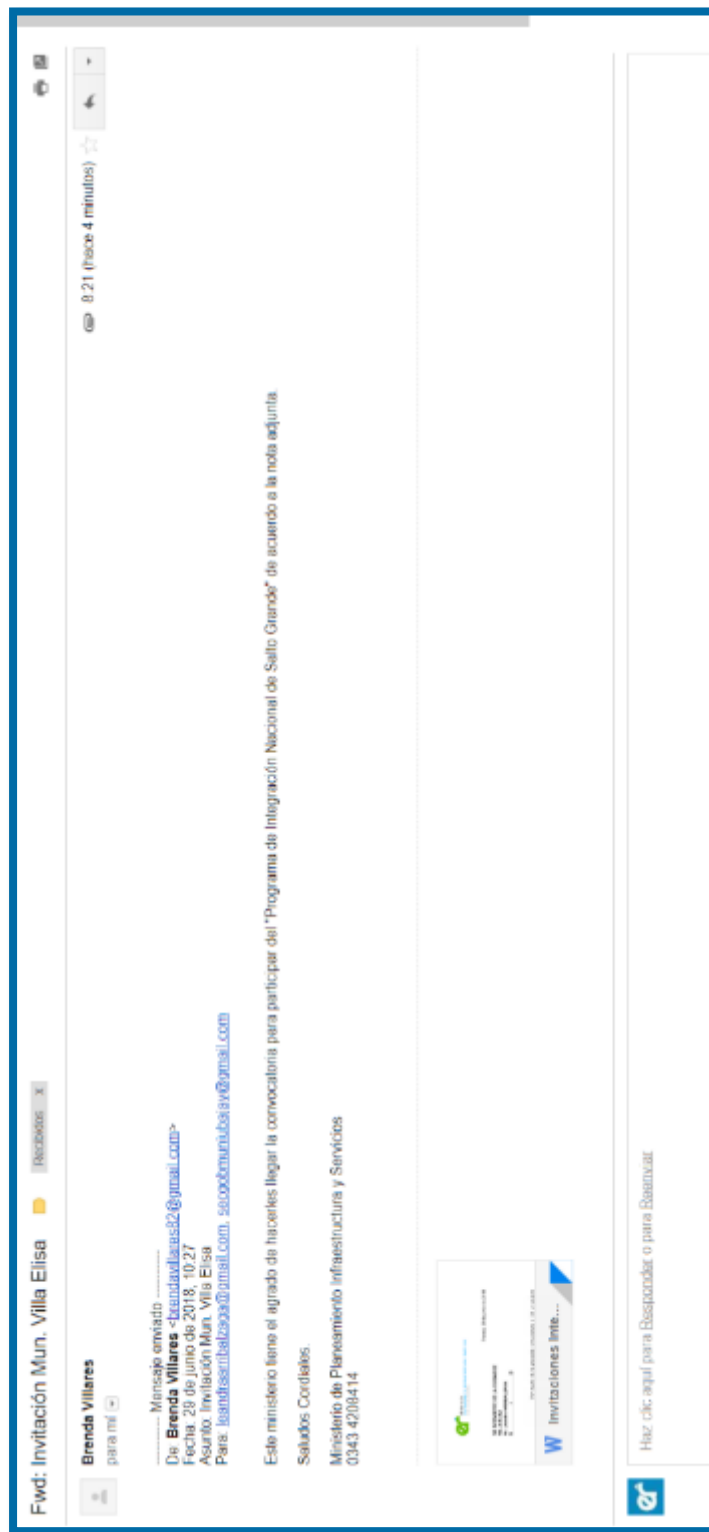 Fwd: Invitación Mun. Villa Elisa
Recibidos x
Brenda Villares
para mí
8:21 (hace 4 minutos)
---------- Mensaje enviado ----------
De: Brenda Villares <brendavillares82@gmail.com>
Fecha: 29 de junio de 2018, 10:27
Asunto: Invitación Mun. Villa Elisa
Para: leandraarribalzaga@gmail.com, secgobmuniubajay@gmail.com
Este ministerio tiene el agrado de hacerles llegar la convocatoria para participar del "Programa de Integración Nacional de Salto Grande" de acuerdo a la nota adjunta.
Saludos Cordiales.
Ministerio de Planeamiento Infraestructura y Servicios
0343 4208414
er
W Invitaciones Inte...
er
Haz clic aquí para Responder o para Reenviar